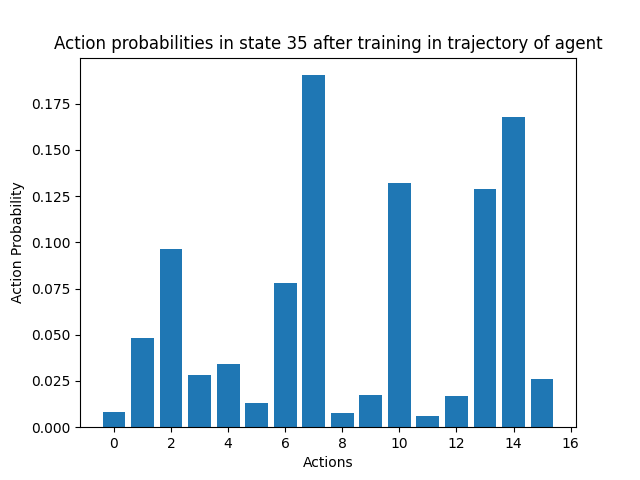 Action probabilities in state 35 after training in trajectory of agent
0.175
0.150
0.125
0.100
0.075
0.050
0.025
0.000
Action Probability
0 2 4 6 8 10 12 14 16
Actions